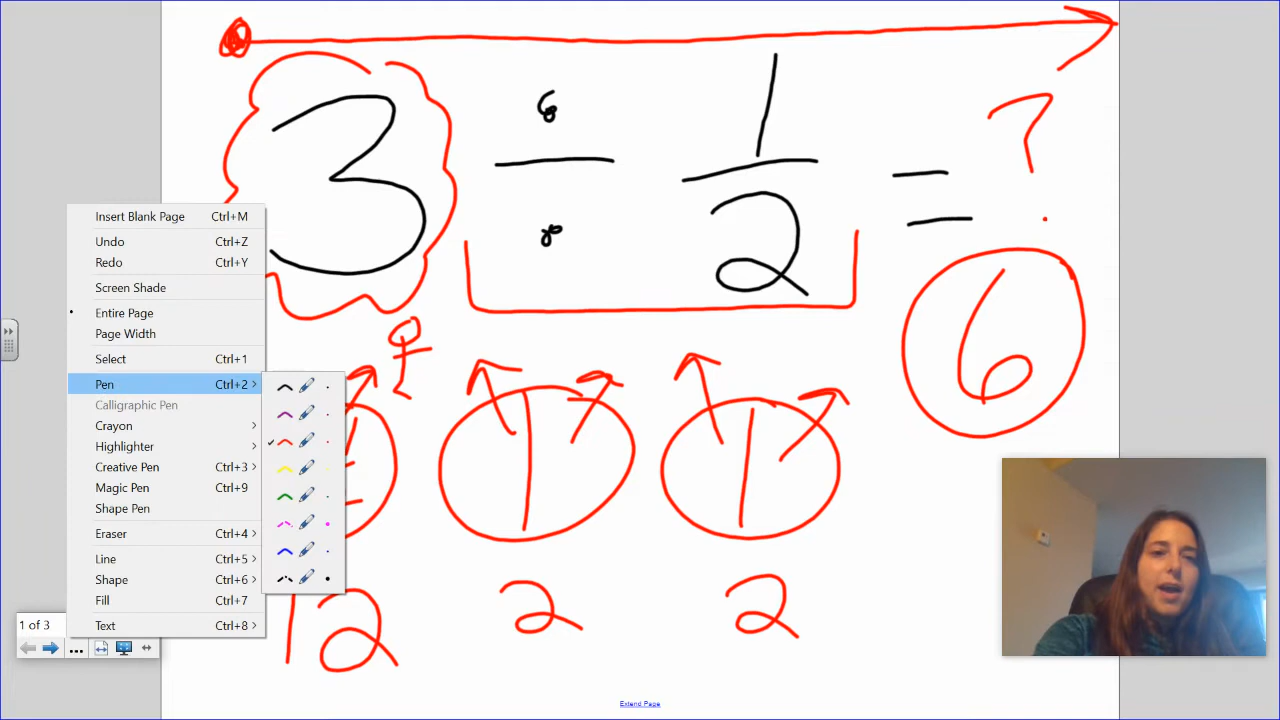 3 ÷ 1/2 = ?
6
Insert Blank Page Ctrl+M
Undo Ctrl+Z
Redo Ctrl+Y
Screen Shade
Entire Page
Page Width
Select Ctrl+1
Pen Ctrl+2
Calligraphic Pen
Crayon
Highlighter
Creative Pen Ctrl+3
Magic Pen Ctrl+9
Shape Pen
Eraser Ctrl+4
Line Ctrl+5
Shape Ctrl+6
Fill Ctrl+7
Text Ctrl+8
12 2 2
1 of 3
Extend Page